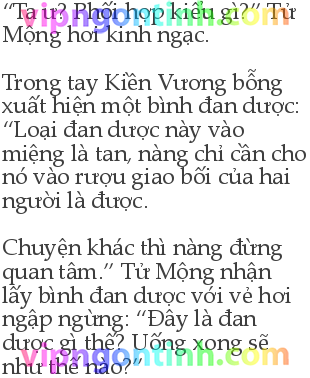 “Ta ư? Phối hợp kiểu gì?” Tử
Mộng hơi kinh ngạc.
Trong tay Kiền Vương bỗng
xuất hiện một bình đan dược:
“Loại đan dược này vào
miệng là tan, nàng chỉ cần cho
nó vào rượu giao bôi của hai
người là được.
Chuyện khác thì nàng đừng
quan tâm.” Tử Mộng nhận
lấy bình đan dược với vẻ hơi
ngập ngừng: “Đây là đan
dược gì thế? Uống xong sẽ
như thế nào?”
vipngontinh.com
vipngontinh.com